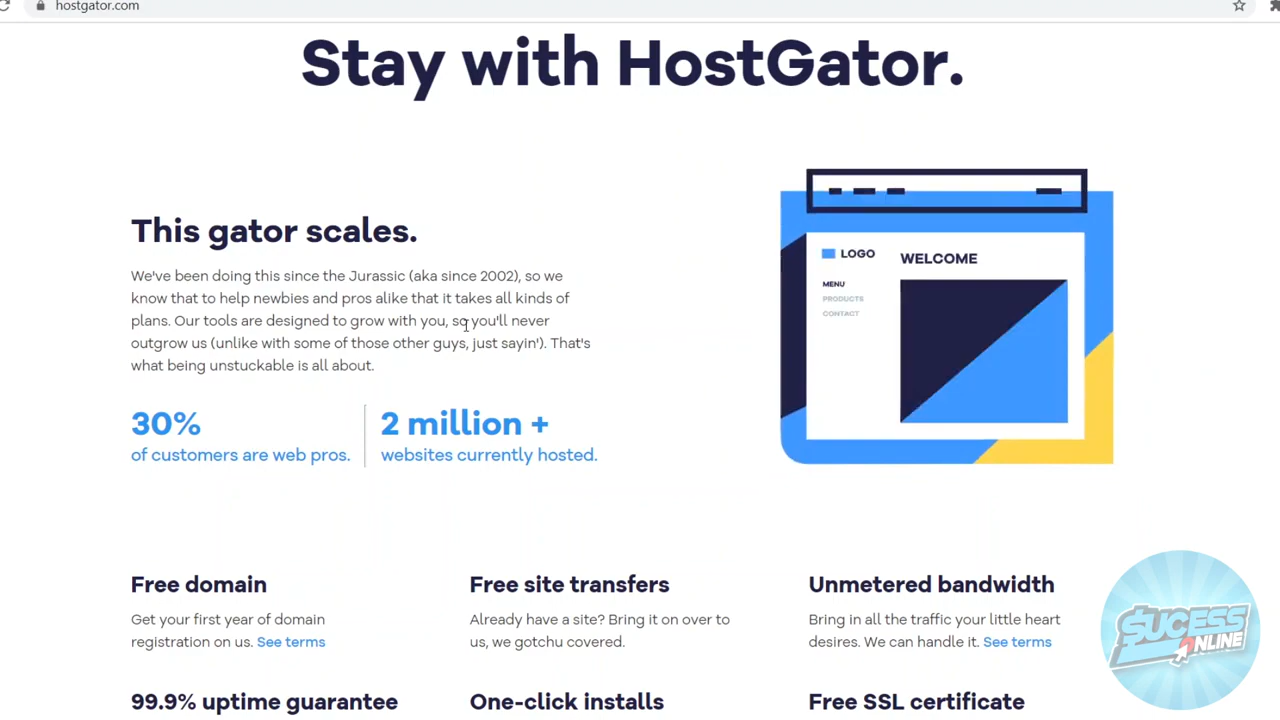 hostgator.com
Stay with HostGator.
This gator scales.
We've been doing this since the Jurassic (aka since 2002), so we
know that to help newbies and pros alike that it takes all kinds of
plans. Our tools are designed to grow with you, so you'll never
outgrow us (unlike with some of those other guys, just sayin'). That's
what being unstuckable is all about.
30%
of customers are web pros.
2 million +
websites currently hosted.
LOGO
MENU
PRODUCTS
CONTACT
WELCOME
Free domain
Get your first year of domain
registration on us. See terms
Free site transfers
Already have a site? Bring it on over to
us, we gotchu covered.
Unmetered bandwidth
Bring in all the traffic your little heart
desires. We can handle it. See terms
99.9% uptime guarantee
One-click installs
Free SSL certificate
SUCESS
ONLINE